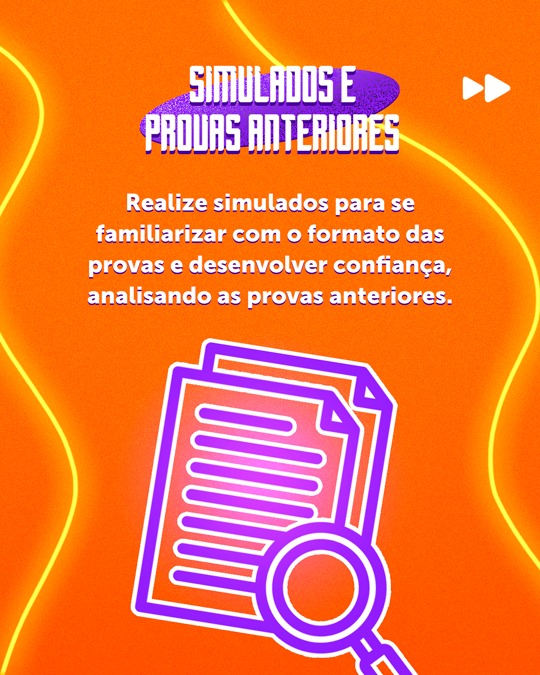 SIMULADOS E
PROVAS ANTERIORES
Realize simulados para se
familiarizar com o formato das
provas e desenvolver confiança,
analisando as provas anteriores.